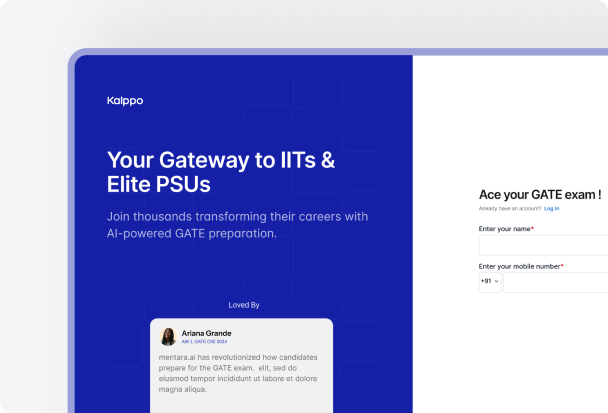 Kalppo
Your Gateway to IITs &
Elite PSUs
Join thousands transforming their careers with
AI-powered GATE preparation.
Loved By
Ariana Grande
AIR 1, GATE CSE 2024
mentara.ai has revolutionized how candidates
prepare for the GATE exam. elit, sed do
eiusmod tempor incididunt ut labore et dolore
magna aliqua.
Ace your GATE exam !
Already have an account? Log In
Enter your name*
Enter your mobile number*
+91